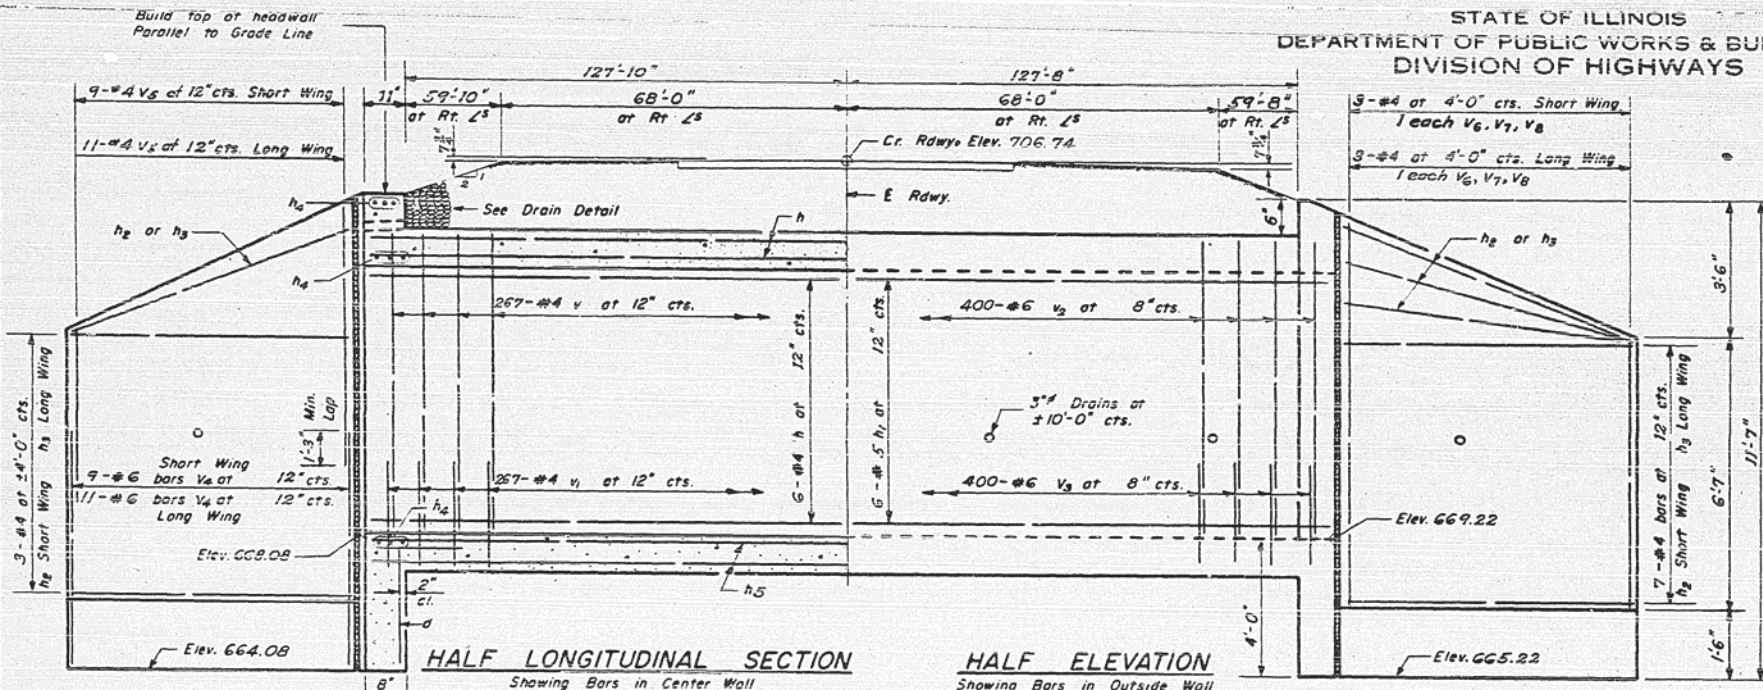 STATE OF ILLINOIS
DEPARTMENT OF PUBLIC WORKS & BU
DIVISION OF HIGHWAYS
Build top of headwall
Parallel to Grade Line
127'-10"
127'-8"
9-#4 V5 at 12"cts. Short Wing
11"
59'-10"
at Rt. ∠s
68'-0"
at Rt. ∠s
68'-0"
at Rt. ∠s
59'-8"
at Rt. ∠s
3-#4 at 4'-0" cts. Short Wing
1 each V6, V7, V8
11-#4 V5 at 12"cts. Long Wing
3-#4 at 4'-0" cts. Long Wing
1 each V6, V7, V8
Cr. Rdwy. Elev. 706.74
2
1
E Rdwy.
h4
See Drain Detail
h
6"
h2 or h3
h2 or h3
h4
3'-6"
267-#4 v at 12" cts.
400-#6 v2 at 8"cts.
6-#4 h at 12" cts.
6-#5 h1 at 12" cts.
3"ø Drains at
±10'-0" cts.
3-#4 at ±4'-0" cts.
h2 Short Wing h3 Long Wing
1'-3" Min.
Lap
Short Wing
9-#6 bars V4 at 12"cts.
11-#6 bars V4 at 12"cts.
Long Wing
267-#4 v1 at 12" cts.
400-#6 V3 at 8" cts.
7-#4 bars at 12" cts.
h2 Short Wing h3 Long Wing
6'-7"
11'-7"
h4
Elev. 668.08
Elev. 669.22
2"
cl.
h5
d
4'-0"
Elev. 664.08
Elev. 665.22
1'-6"
8"
HALF LONGITUDINAL SECTION
Showing Bars in Center Wall
HALF ELEVATION
Showing Bars in Outside Wall